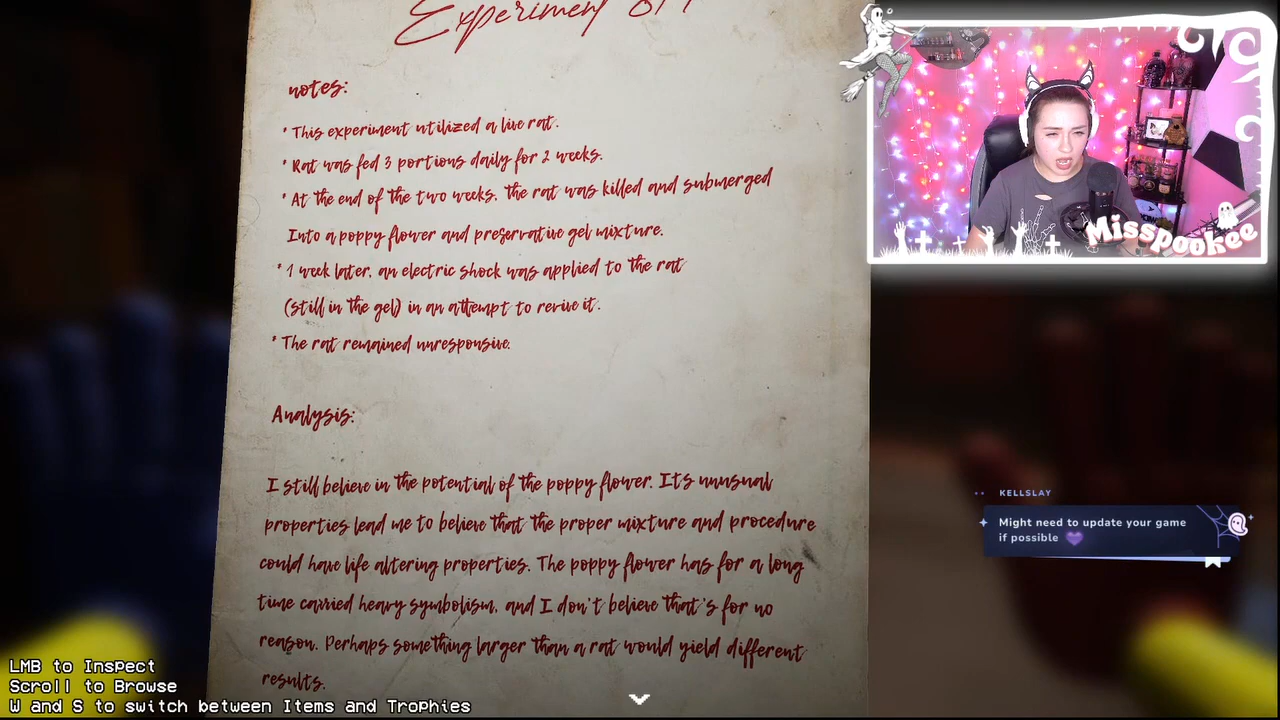 Experiment
notes:
• This experiment utilized a live rat.
• Rat was fed 3 portions daily for 2 weeks.
• At the end of the two weeks, the rat was killed and submerged
Into a poppy flower and preservative gel mixture.
• 1 week later, an electric shock was applied to the rat
(still in the gel) in an attempt to revive it.
• The rat remained unresponsive.
Analysis:
I still believe in the potential of the poppy flower. Its unusual
properties lead me to believe that the proper mixture and procedure
could have life altering properties. The poppy flower has for a long
time carried heavy symbolism, and I don't believe that's for no
reason. Perhaps something larger than a rat would yield different
results.
Misspookee
KELLSLAY
Might need to update your game
if possible 💜
LMB to Inspect
Scroll to Browse
W and S to switch between Items and Trophies